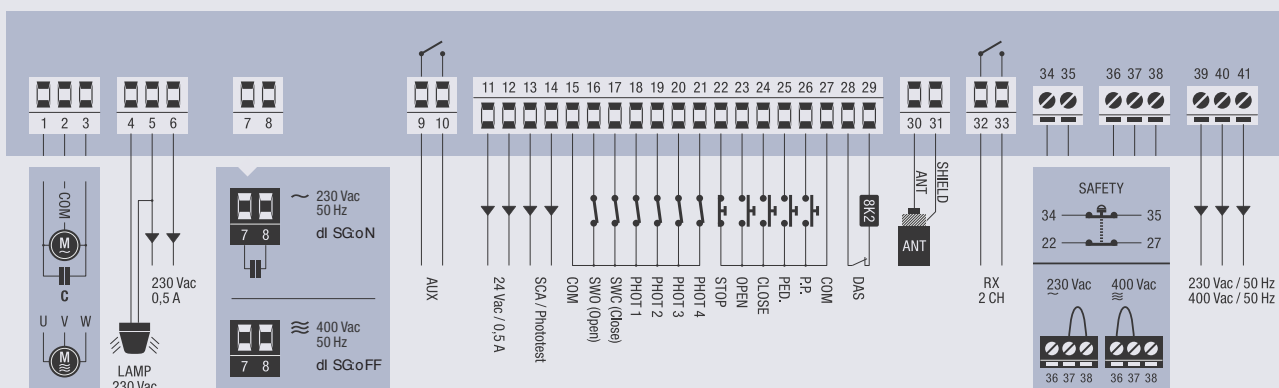 34 35 36 37 38 39 40 41
11 12 13 14 15 16 17 18 19 20 21 22 23 24 25 26 27 28 29
1 2 3 4 5 6 7 8 9 10 30 31 32 33
– COM
M
~
C
U V W
M
230 Vac
0,5 A
LAMP
230 Vac
~ 230 Vac
50 Hz
7 8
dI SG:oN
400 Vac
50 Hz
7 8
dI SG:oFF
AUX
24 Vac / 0,5 A
SCA / Phototest
COM
SWO (Open)
SWC (Close)
PHOT 1
PHOT 2
PHOT 3
PHOT 4
STOP
OPEN
CLOSE
PED.
P.P.
COM
DAS
8K2
ANT
SHIELD
ANT
RX
2 CH
SAFETY
34 35
22 27
230 Vac 400 Vac
~
36 37 38 36 37 38
230 Vac / 50 Hz
400 Vac / 50 Hz